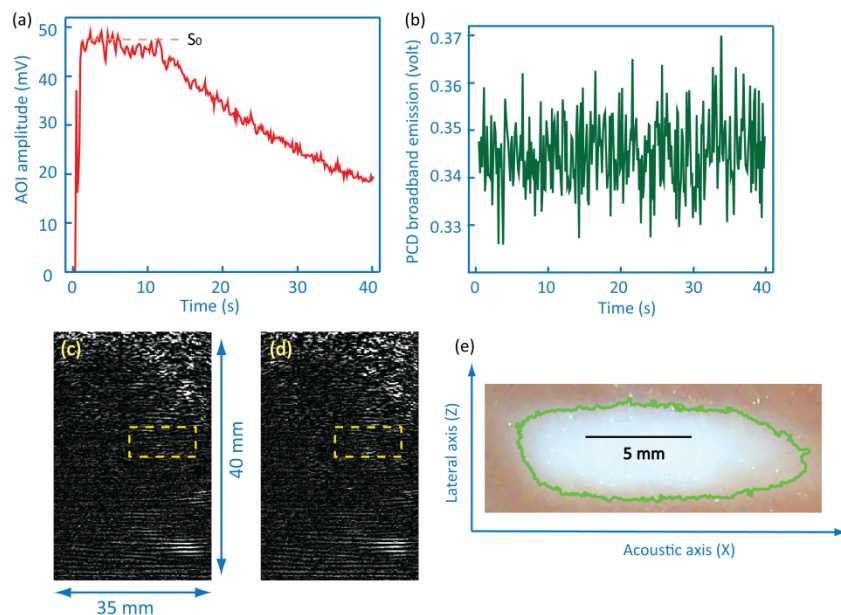 (a)
50
40
30
20
10
0
AOI amplitude (mV)
S₀
0 10 20 30 40
Time (s)
(b)
0.37
0.36
0.35
0.33
PCD broadband emission (volt)
0 10 20 30 40
Time (s)
(c)
(d)
40 mm
35 mm
(e)
Lateral axis (Z)
5 mm
Acoustic axis (X)